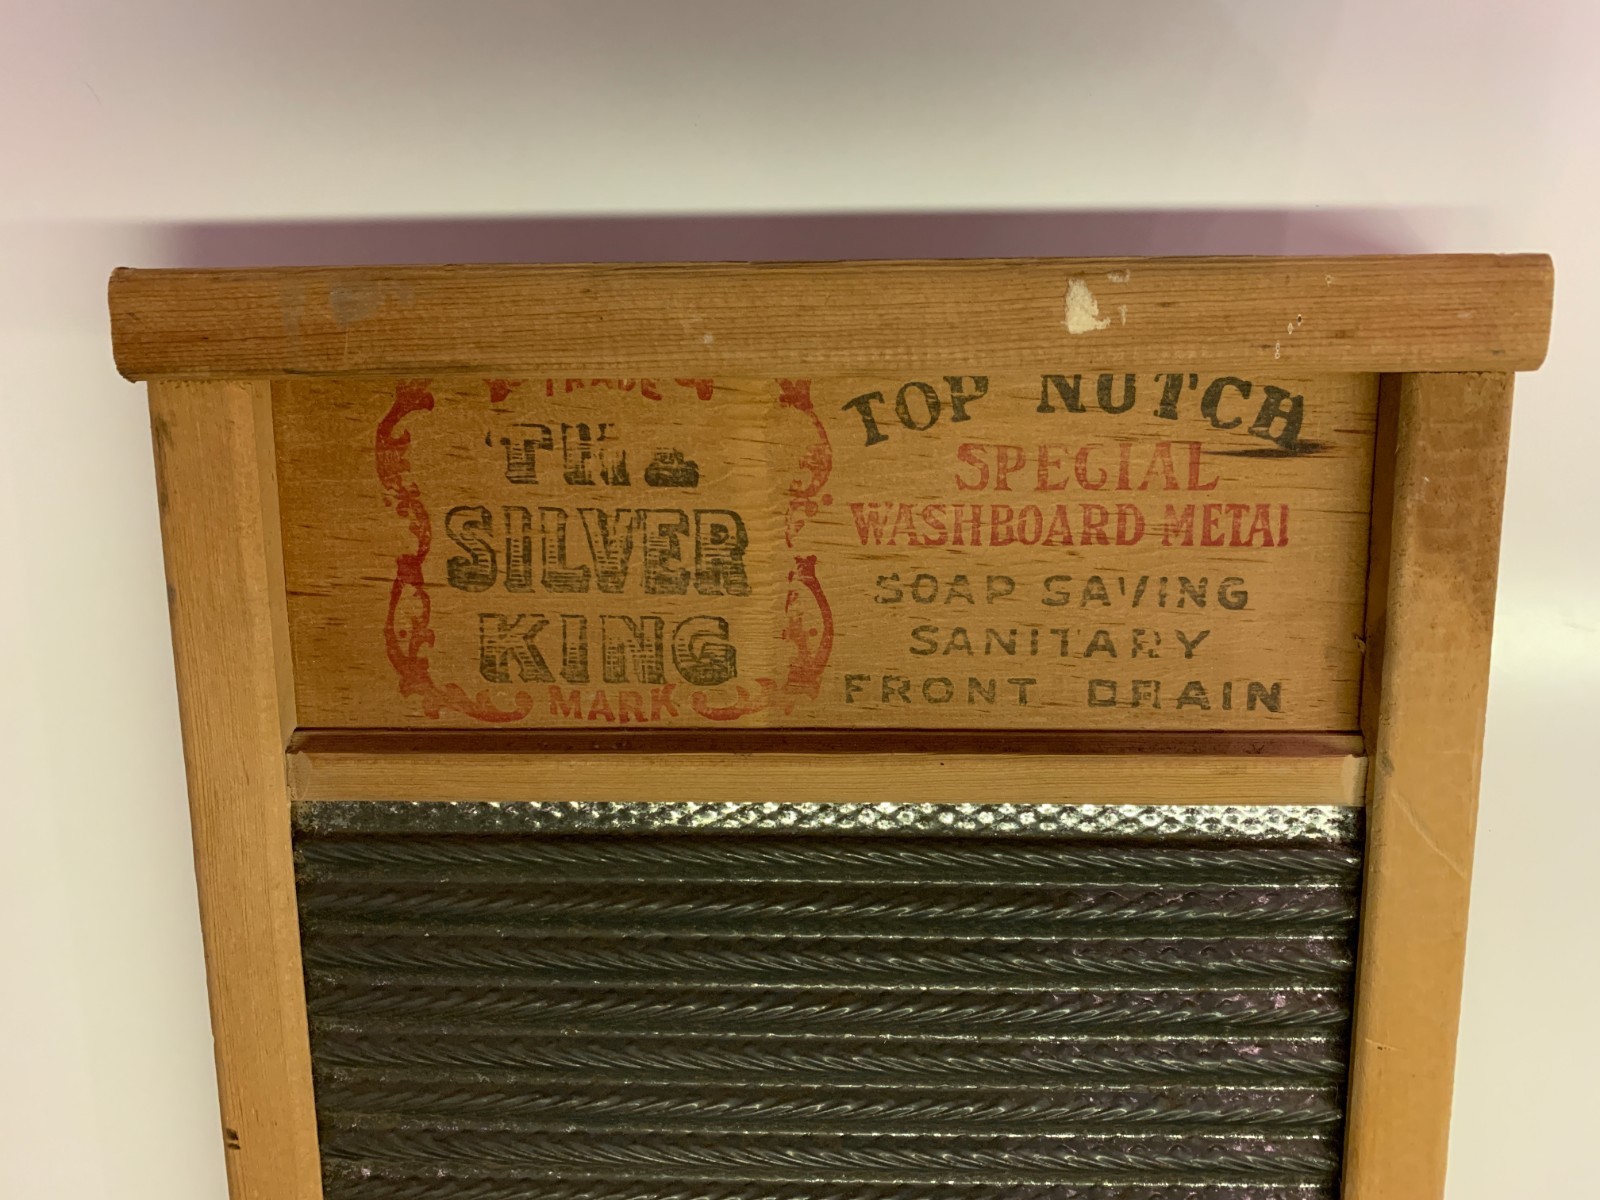 TRADE
THE
SILVER
KING
MARK
TOP NOTCH
SPECIAL
WASHBOARD METAL
SOAP SAVING
SANITARY
FRONT DRAIN